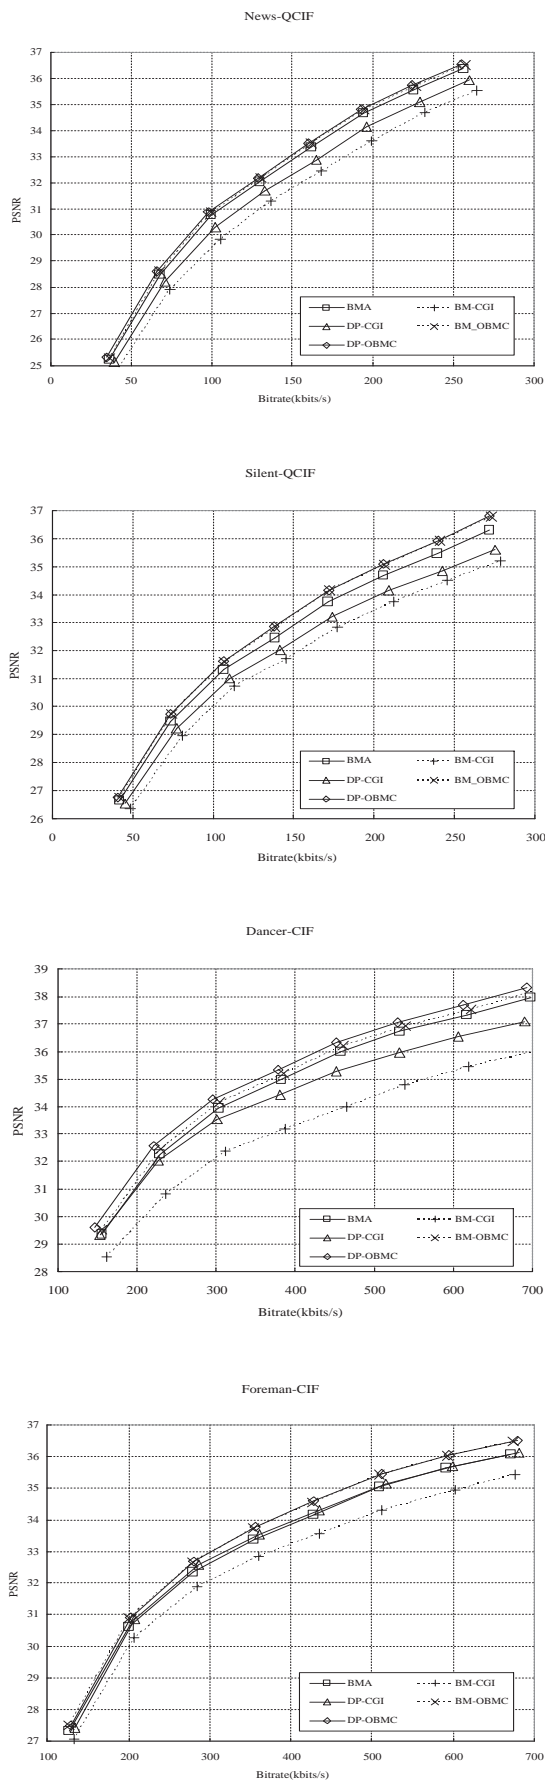 News-QCIF
37
36
35
34
33
32
31
30
29
28
27
26
25
PSNR
0 50 100 150 200 250 300
Bitrate(kbits/s)
BMA BM-CGI
DP-CGI BM_OBMC
DP-OBMC
Silent-QCIF
37
36
35
34
33
32
31
30
29
28
27
26
PSNR
0 50 100 150 200 250 300
Bitrate(kbits/s)
BMA BM-CGI
DP-CGI BM_OBMC
DP-OBMC
Dancer-CIF
39
38
37
36
35
34
33
32
31
30
29
28
PSNR
100 200 300 400 500 600 700
Bitrate(kbits/s)
BMA BM-CGI
DP-CGI BM-OBMC
DP-OBMC
Foreman-CIF
37
36
35
34
33
32
31
30
29
28
27
PSNR
100 200 300 400 500 600 700
Bitrate(kbits/s)
BMA BM-CGI
DP-CGI BM-OBMC
DP-OBMC